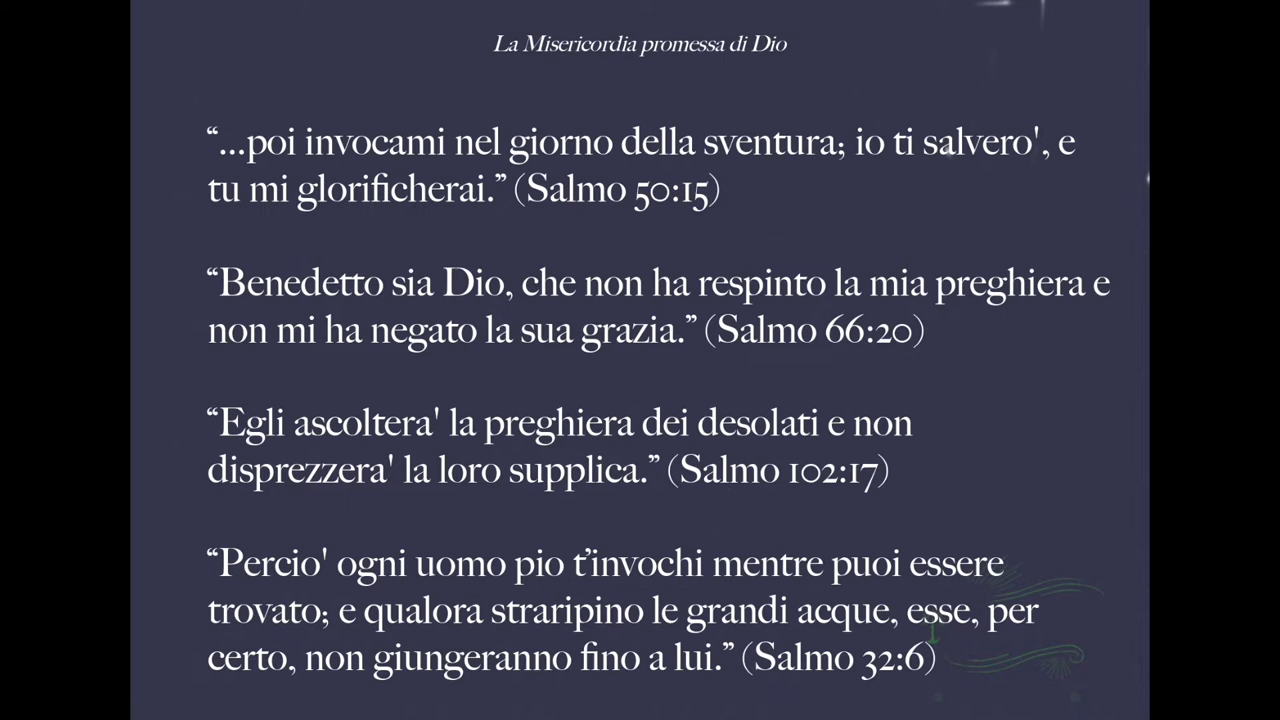 La Misericordia promessa di Dio
“...poi invocami nel giorno della sventura; io ti salvero', e
tu mi glorificherai.” (Salmo 50:15)
“Benedetto sia Dio, che non ha respinto la mia preghiera e
non mi ha negato la sua grazia.” (Salmo 66:20)
“Egli ascoltera' la preghiera dei desolati e non
disprezzera' la loro supplica.” (Salmo 102:17)
“Percio' ogni uomo pio t’invochi mentre puoi essere
trovato; e qualora straripino le grandi acque, esse, per
certo, non giungeranno fino a lui.” (Salmo 32:6)